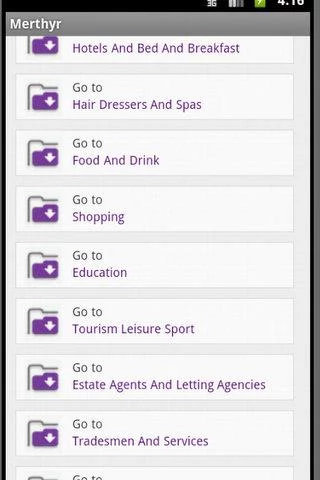 3G
4:16
Merthyr
Hotels And Bed And Breakfast
Go to
Hair Dressers And Spas
Go to
Food And Drink
Go to
Shopping
Go to
Education
Go to
Tourism Leisure Sport
Go to
Estate Agents And Letting Agencies
Go to
Tradesmen And Services
Go to